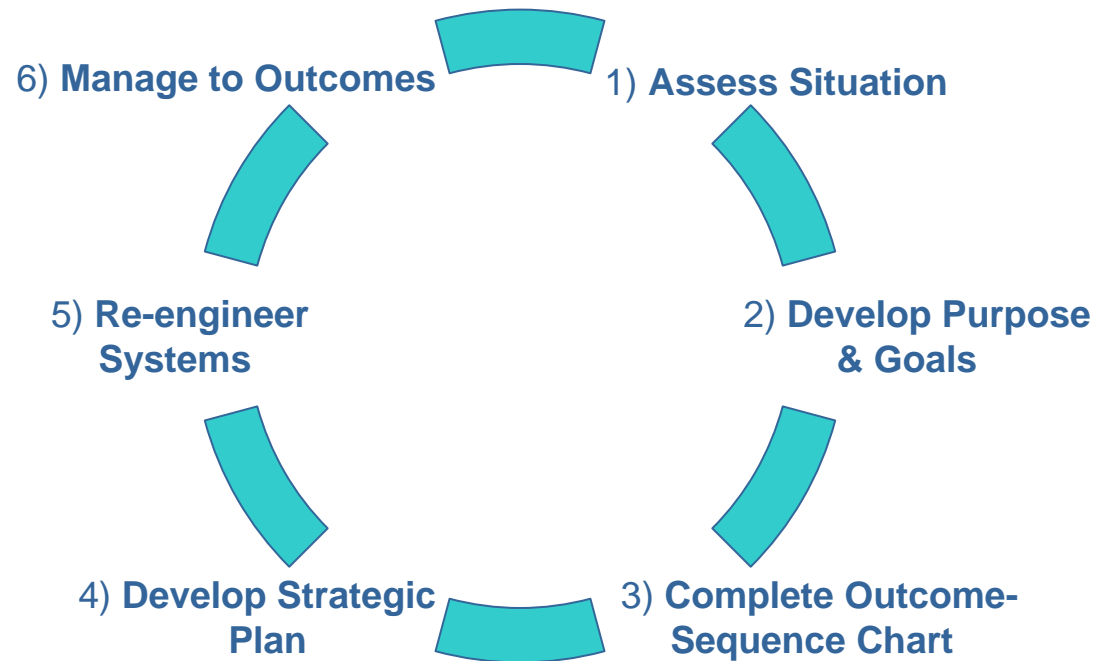 1) Assess Situation
2) Develop Purpose
& Goals
3) Complete Outcome-
Sequence Chart
4) Develop Strategic
Plan
5) Re-engineer
Systems
6) Manage to Outcomes